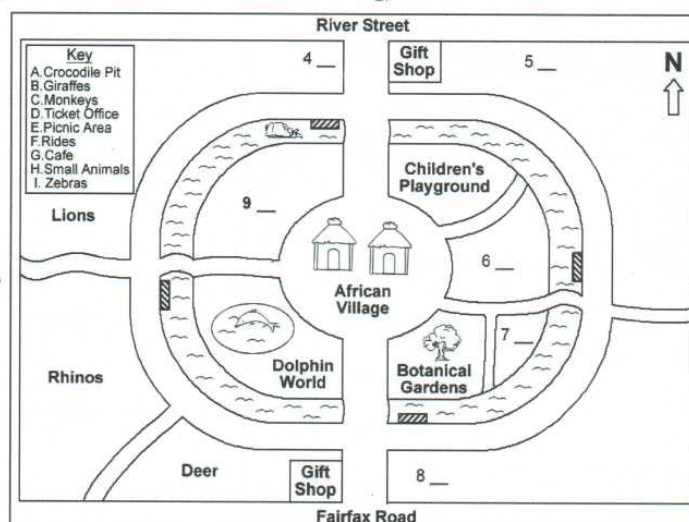 River Street
Key
A. Crocodile Pit
B. Giraffes
C. Monkeys
D. Ticket Office
E. Picnic Area
F. Rides
G. Cafe
H. Small Animals
I. Zebras
4 __
Gift
Shop
5 __
N
Lions
9 __
Children's
Playground
6 __
African
Village
7 __
Rhinos
Dolphin
World
Botanical
Gardens
Deer
Gift
Shop
8 __
Fairfax Road